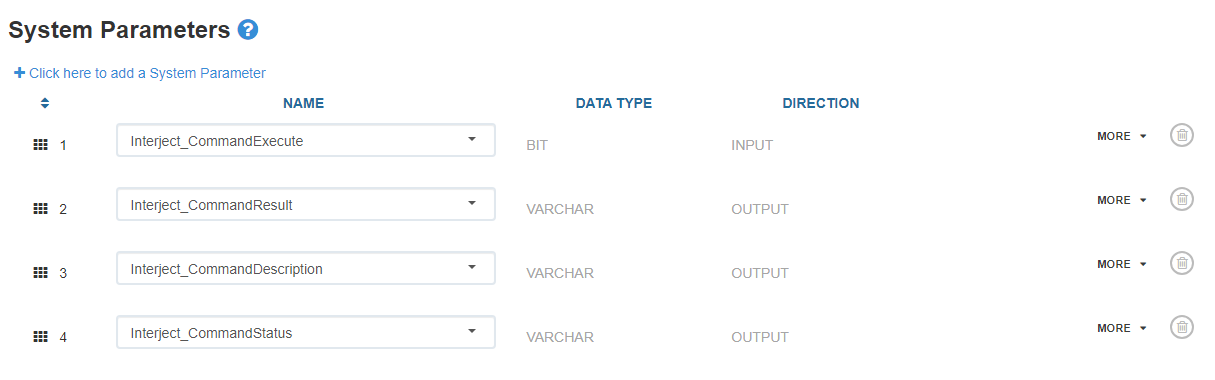 System Parameters ?
+ Click here to add a System Parameter
NAME DATA TYPE DIRECTION
1 Interject_CommandExecute BIT INPUT MORE
2 Interject_CommandResult VARCHAR OUTPUT MORE
3 Interject_CommandDescription VARCHAR OUTPUT MORE
4 Interject_CommandStatus VARCHAR OUTPUT MORE